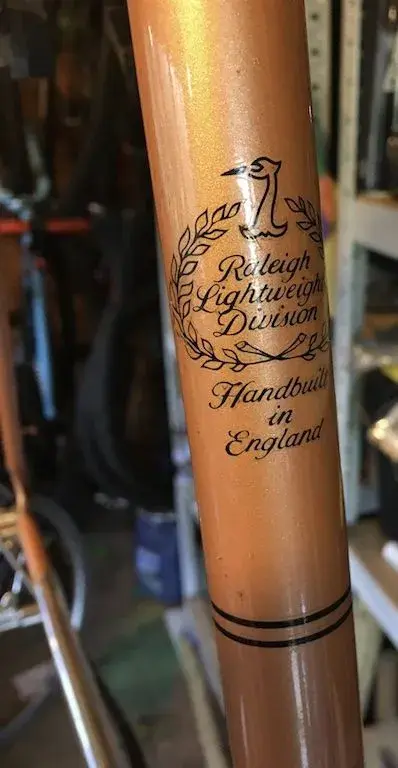 Raleigh
Lightweight
Division
Handbuilt
in
England